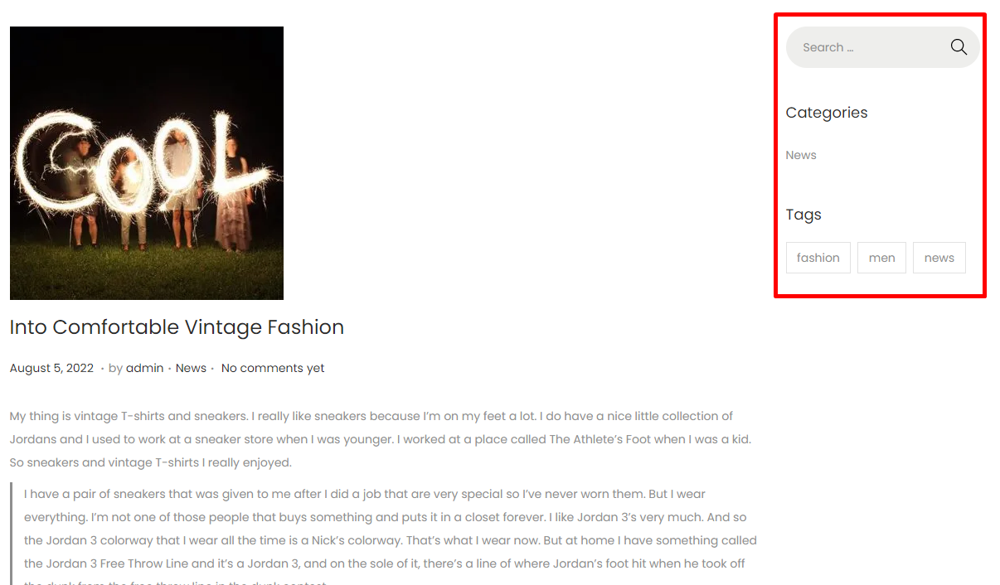 COOL
Into Comfortable Vintage Fashion
August 5, 2022 • by admin • News • No comments yet
My thing is vintage T-shirts and sneakers. I really like sneakers because I’m on my feet a lot. I do have a nice little collection of
Jordans and I used to work at a sneaker store when I was younger. I worked at a place called The Athlete’s Foot when I was a kid.
So sneakers and vintage T-shirts I really enjoyed.
I have a pair of sneakers that was given to me after I did a job that are very special so I’ve never worn them. But I wear
everything. I’m not one of those people that buys something and puts it in a closet forever. I like Jordan 3’s very much. And so
the Jordan 3 colorway that I wear all the time is a Nick’s colorway. That’s what I wear now. But at home I have something called
the Jordan 3 Free Throw Line and it’s a Jordan 3, and on the sole of it, there’s a line of where Jordan’s foot hit when he took off
Search …
Categories
News
Tags
fashion men news